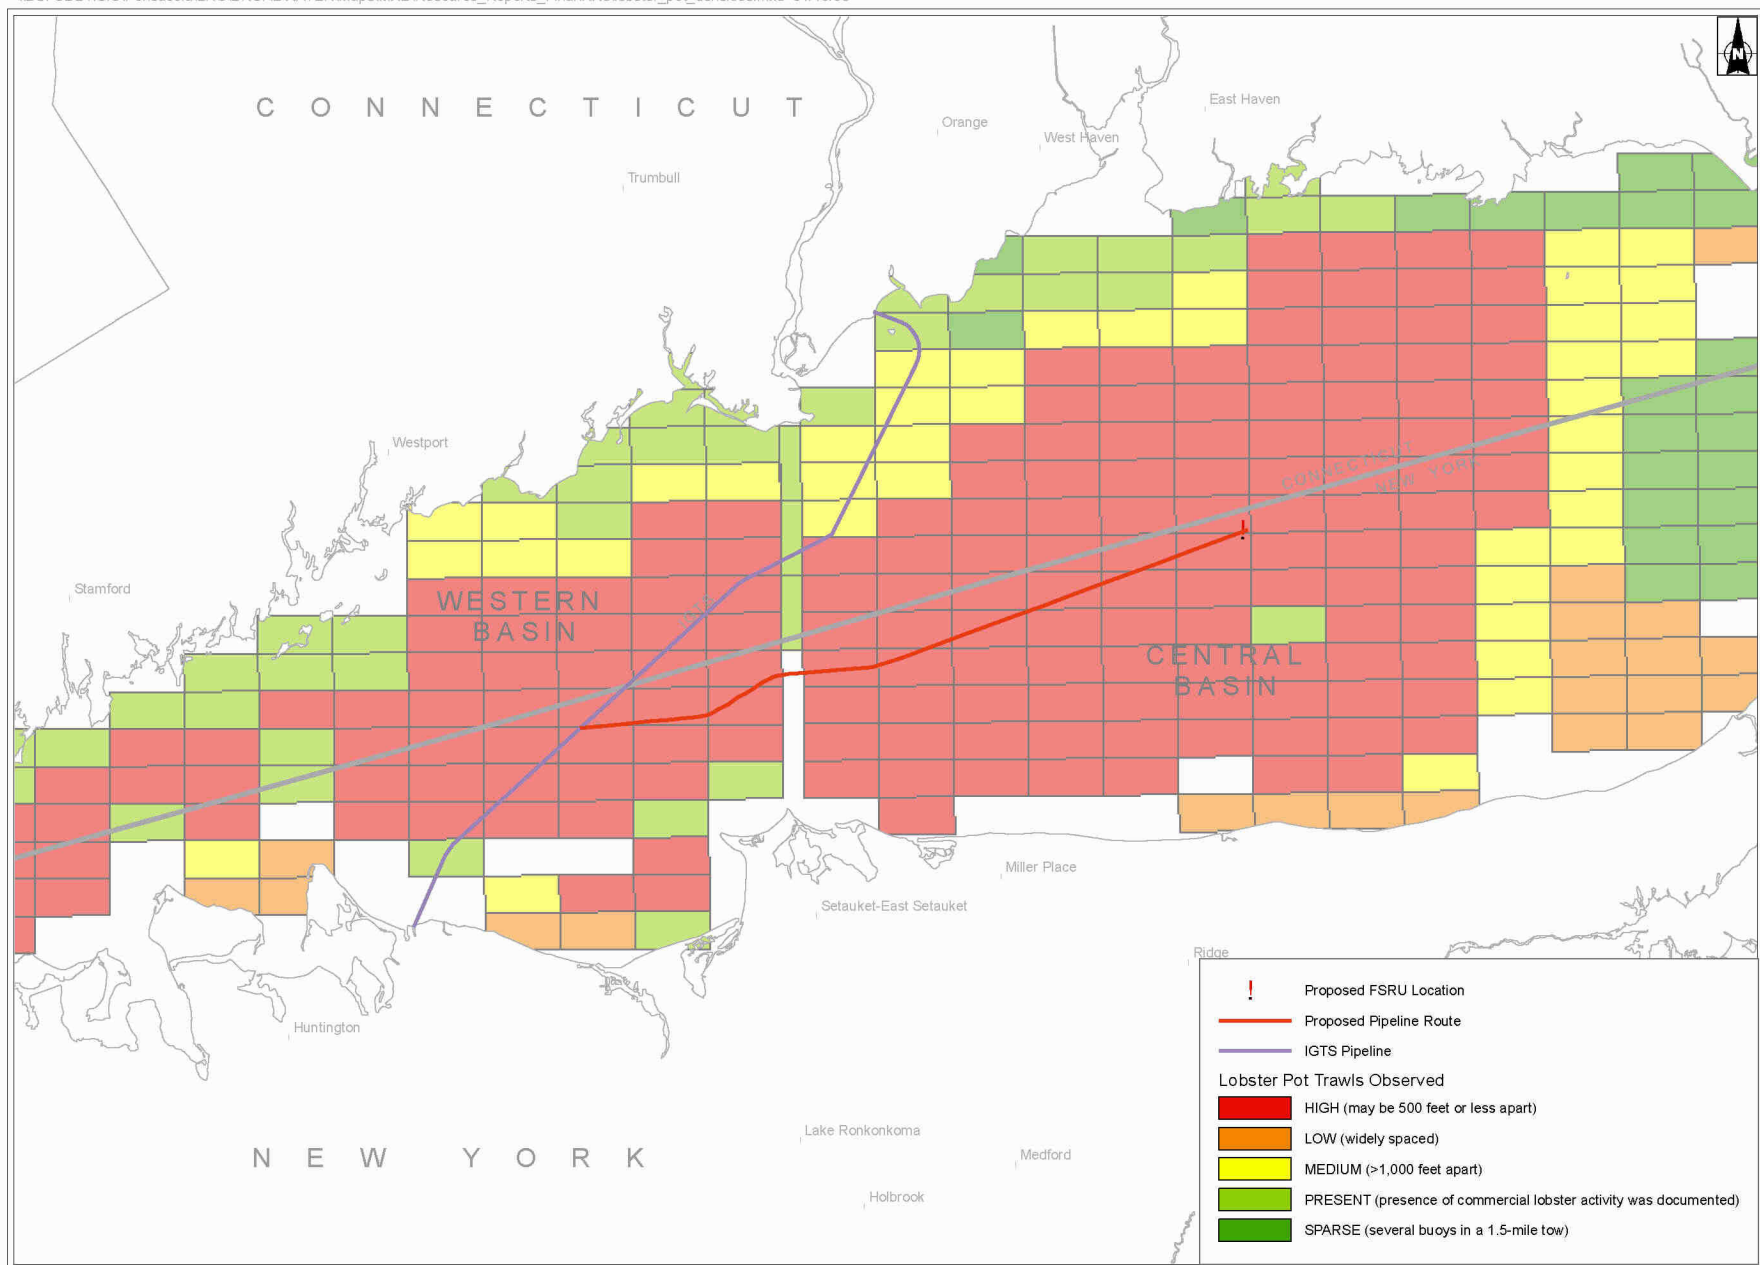 N
CONNECTICUT
East Haven
Orange
West Haven
Trumbull
Westport
CONNECTICUT
NEW YORK
Stamford
WESTERN
BASIN
CENTRAL
BASIN
Miller Place
Setauket-East Setauket
Ridge
Huntington
Lake Ronkonkoma
NEW YORK
Medford
Holbrook
! Proposed FSRU Location
Proposed Pipeline Route
IGTS Pipeline
Lobster Pot Trawls Observed
HIGH (may be 500 feet or less apart)
LOW (widely spaced)
MEDIUM (>1,000 feet apart)
PRESENT (presence of commercial lobster activity was documented)
SPARSE (several buoys in a 1.5-mile tow)